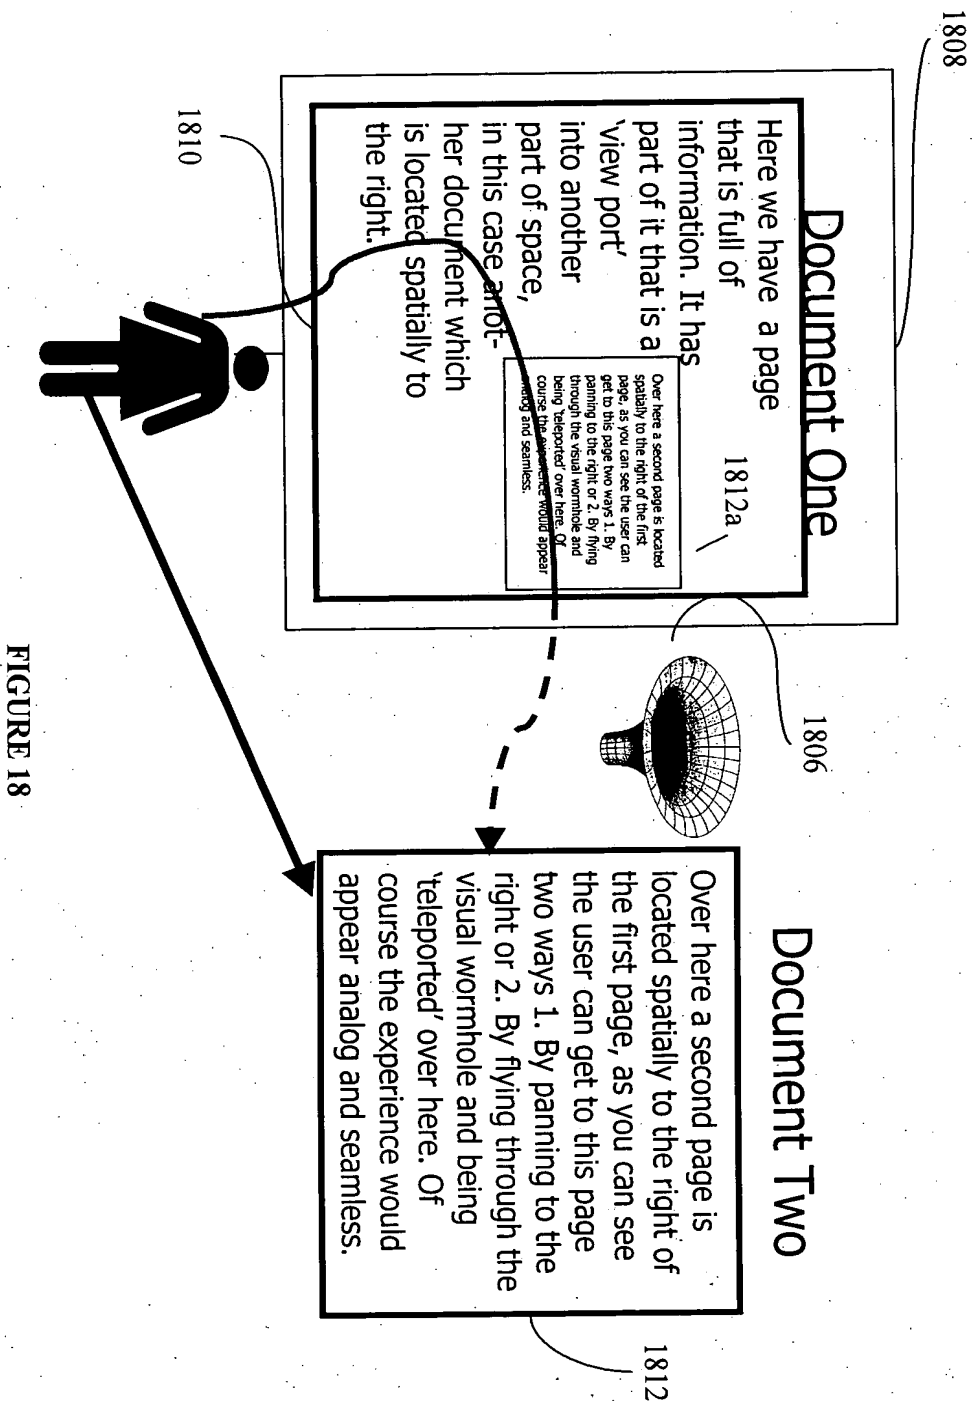 1808
Document One
Here we have a page
that is full of
information. It has
part of it that is a
'view port'
into another
part of space,
in this case anot-
her document which
is located spatially to
the right.
1812a
Over here a second page is located
spatially to the right of the first
page, as you can see the user can
get to this page two ways 1. By
panning to the right or 2. By flying
through the visual wormhole and
being 'teleported' over here. Of
course the experience would appear
analog and seamless.
1810
1806
Document Two
Over here a second page is
located spatially to the right of
the first page, as you can see
the user can get to this page
two ways 1. By panning to the
right or 2. By flying through the
visual wormhole and being
'teleported' over here. Of
course the experience would
appear analog and seamless.
1812
FIGURE 18